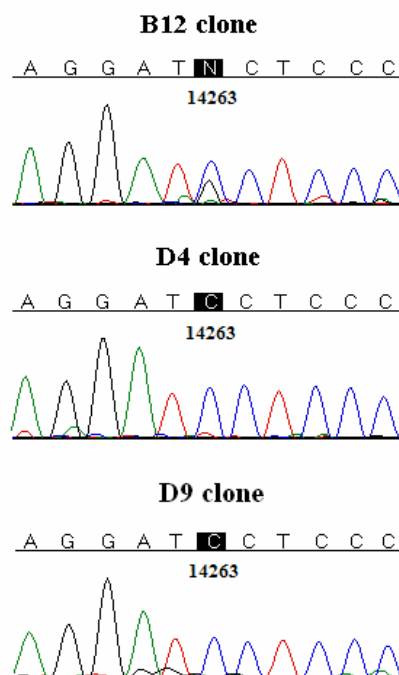 B12 clone
A G G A T N C T C C C
14263
D4 clone
A G G A T C C T C C C
14263
D9 clone
A G G A T C C T C C C
14263